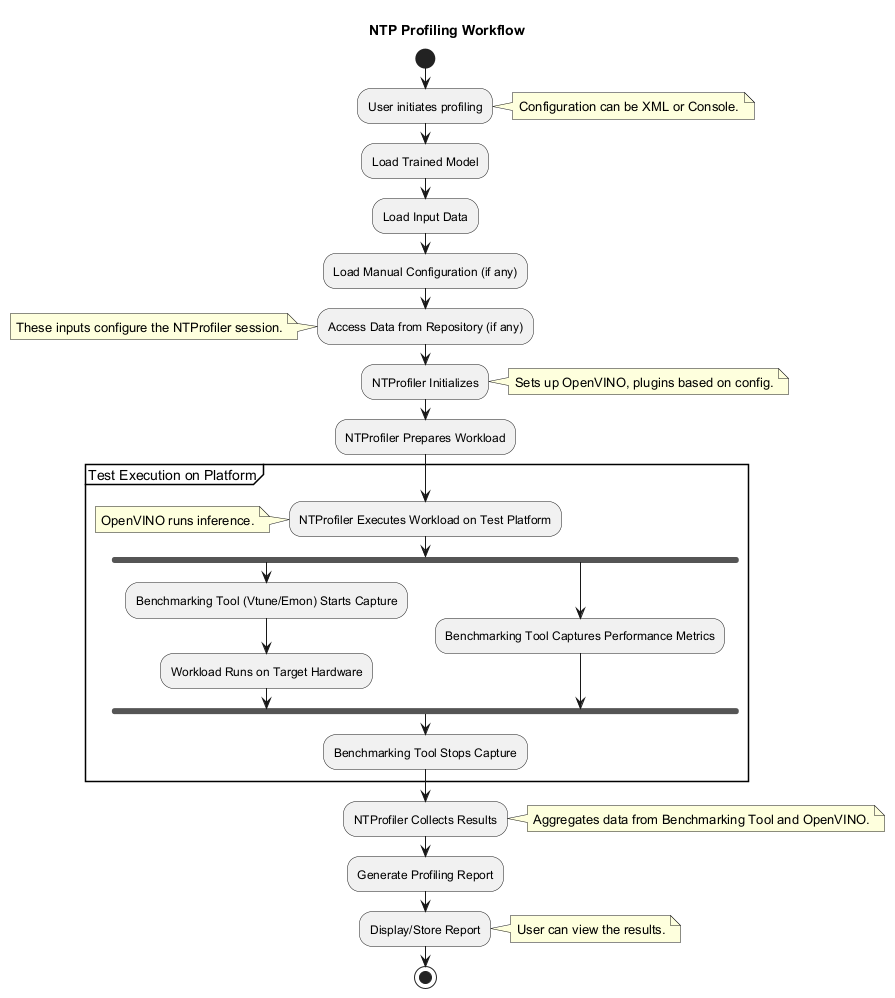 NTP Profiling Workflow
User initiates profiling
Configuration can be XML or Console.
Load Trained Model
Load Input Data
Load Manual Configuration (if any)
These inputs configure the NTProfiler session.
Access Data from Repository (if any)
NTProfiler Initializes
Sets up OpenVINO, plugins based on config.
NTProfiler Prepares Workload
Test Execution on Platform
OpenVINO runs inference.
NTProfiler Executes Workload on Test Platform
Benchmarking Tool (Vtune/Emon) Starts Capture
Benchmarking Tool Captures Performance Metrics
Workload Runs on Target Hardware
Benchmarking Tool Stops Capture
NTProfiler Collects Results
Aggregates data from Benchmarking Tool and OpenVINO.
Generate Profiling Report
Display/Store Report
User can view the results.